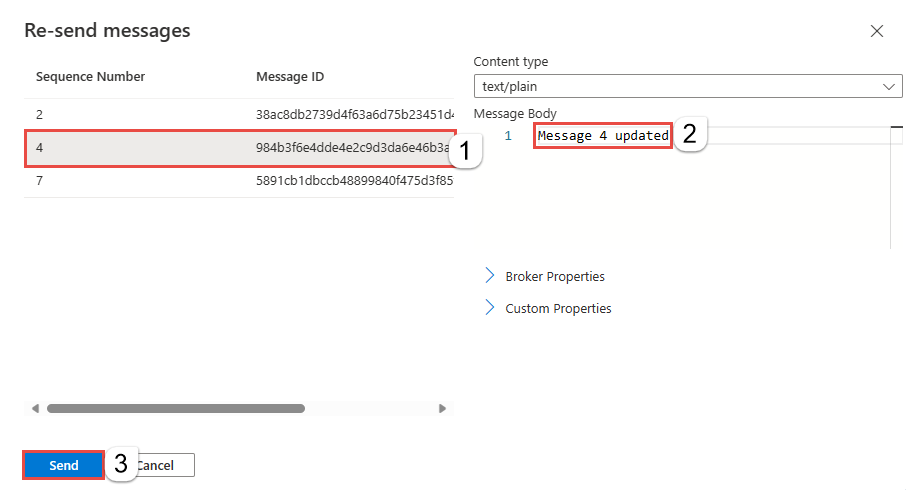 Re-send messages
Sequence Number Message ID
2 38ac8db2739d4f63a6d75b23451d4
4 984b3f6e4dde4e2c9d3da6e46b3a
7 5891cb1dbccb48899840f475d3f85
1
Content type
text/plain
Message Body
1 Message 4 updated
2
Broker Properties
Custom Properties
Send
3
Cancel